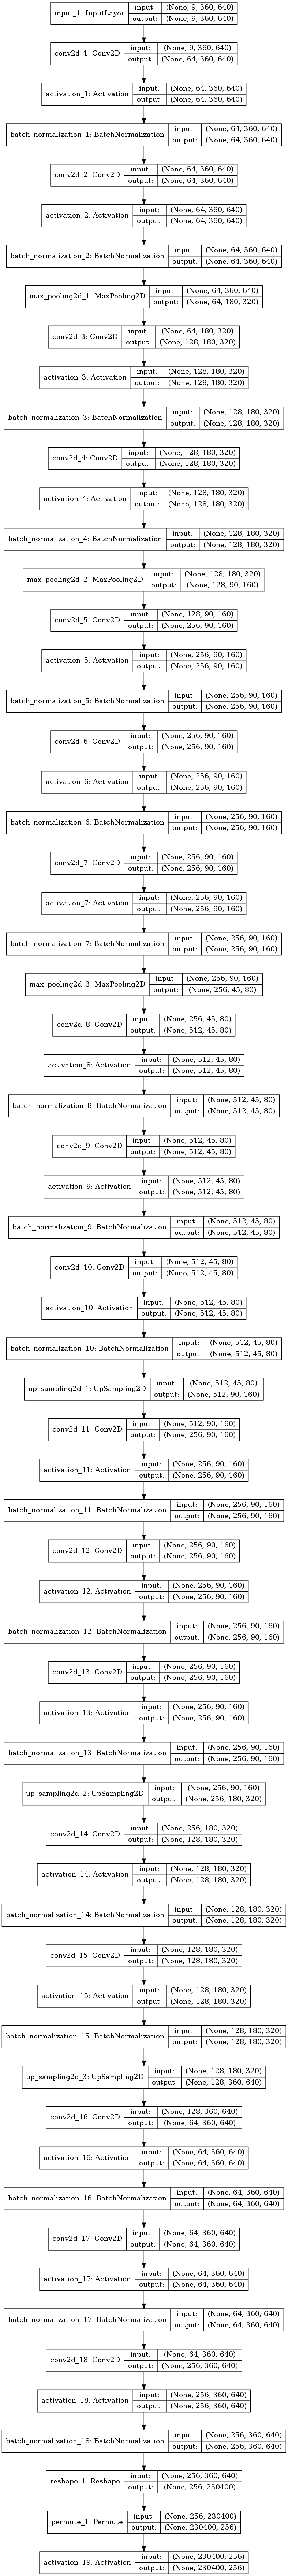 input_1: InputLayer
input: (None, 9, 360, 640)
output: (None, 9, 360, 640)
conv2d_1: Conv2D
input: (None, 9, 360, 640)
output: (None, 64, 360, 640)
activation_1: Activation
input: (None, 64, 360, 640)
output: (None, 64, 360, 640)
batch_normalization_1: BatchNormalization
input: (None, 64, 360, 640)
output: (None, 64, 360, 640)
conv2d_2: Conv2D
input: (None, 64, 360, 640)
output: (None, 64, 360, 640)
activation_2: Activation
input: (None, 64, 360, 640)
output: (None, 64, 360, 640)
batch_normalization_2: BatchNormalization
input: (None, 64, 360, 640)
output: (None, 64, 360, 640)
max_pooling2d_1: MaxPooling2D
input: (None, 64, 360, 640)
output: (None, 64, 180, 320)
conv2d_3: Conv2D
input: (None, 64, 180, 320)
output: (None, 128, 180, 320)
activation_3: Activation
input: (None, 128, 180, 320)
output: (None, 128, 180, 320)
batch_normalization_3: BatchNormalization
input: (None, 128, 180, 320)
output: (None, 128, 180, 320)
conv2d_4: Conv2D
input: (None, 128, 180, 320)
output: (None, 128, 180, 320)
activation_4: Activation
input: (None, 128, 180, 320)
output: (None, 128, 180, 320)
batch_normalization_4: BatchNormalization
input: (None, 128, 180, 320)
output: (None, 128, 180, 320)
max_pooling2d_2: MaxPooling2D
input: (None, 128, 180, 320)
output: (None, 128, 90, 160)
conv2d_5: Conv2D
input: (None, 128, 90, 160)
output: (None, 256, 90, 160)
activation_5: Activation
input: (None, 256, 90, 160)
output: (None, 256, 90, 160)
batch_normalization_5: BatchNormalization
input: (None, 256, 90, 160)
output: (None, 256, 90, 160)
conv2d_6: Conv2D
input: (None, 256, 90, 160)
output: (None, 256, 90, 160)
activation_6: Activation
input: (None, 256, 90, 160)
output: (None, 256, 90, 160)
batch_normalization_6: BatchNormalization
input: (None, 256, 90, 160)
output: (None, 256, 90, 160)
conv2d_7: Conv2D
input: (None, 256, 90, 160)
output: (None, 256, 90, 160)
activation_7: Activation
input: (None, 256, 90, 160)
output: (None, 256, 90, 160)
batch_normalization_7: BatchNormalization
input: (None, 256, 90, 160)
output: (None, 256, 90, 160)
max_pooling2d_3: MaxPooling2D
input: (None, 256, 90, 160)
output: (None, 256, 45, 80)
conv2d_8: Conv2D
input: (None, 256, 45, 80)
output: (None, 512, 45, 80)
activation_8: Activation
input: (None, 512, 45, 80)
output: (None, 512, 45, 80)
batch_normalization_8: BatchNormalization
input: (None, 512, 45, 80)
output: (None, 512, 45, 80)
conv2d_9: Conv2D
input: (None, 512, 45, 80)
output: (None, 512, 45, 80)
activation_9: Activation
input: (None, 512, 45, 80)
output: (None, 512, 45, 80)
batch_normalization_9: BatchNormalization
input: (None, 512, 45, 80)
output: (None, 512, 45, 80)
conv2d_10: Conv2D
input: (None, 512, 45, 80)
output: (None, 512, 45, 80)
activation_10: Activation
input: (None, 512, 45, 80)
output: (None, 512, 45, 80)
batch_normalization_10: BatchNormalization
input: (None, 512, 45, 80)
output: (None, 512, 45, 80)
up_sampling2d_1: UpSampling2D
input: (None, 512, 45, 80)
output: (None, 512, 90, 160)
conv2d_11: Conv2D
input: (None, 512, 90, 160)
output: (None, 256, 90, 160)
activation_11: Activation
input: (None, 256, 90, 160)
output: (None, 256, 90, 160)
batch_normalization_11: BatchNormalization
input: (None, 256, 90, 160)
output: (None, 256, 90, 160)
conv2d_12: Conv2D
input: (None, 256, 90, 160)
output: (None, 256, 90, 160)
activation_12: Activation
input: (None, 256, 90, 160)
output: (None, 256, 90, 160)
batch_normalization_12: BatchNormalization
input: (None, 256, 90, 160)
output: (None, 256, 90, 160)
conv2d_13: Conv2D
input: (None, 256, 90, 160)
output: (None, 256, 90, 160)
activation_13: Activation
input: (None, 256, 90, 160)
output: (None, 256, 90, 160)
batch_normalization_13: BatchNormalization
input: (None, 256, 90, 160)
output: (None, 256, 90, 160)
up_sampling2d_2: UpSampling2D
input: (None, 256, 90, 160)
output: (None, 256, 180, 320)
conv2d_14: Conv2D
input: (None, 256, 180, 320)
output: (None, 128, 180, 320)
activation_14: Activation
input: (None, 128, 180, 320)
output: (None, 128, 180, 320)
batch_normalization_14: BatchNormalization
input: (None, 128, 180, 320)
output: (None, 128, 180, 320)
conv2d_15: Conv2D
input: (None, 128, 180, 320)
output: (None, 128, 180, 320)
activation_15: Activation
input: (None, 128, 180, 320)
output: (None, 128, 180, 320)
batch_normalization_15: BatchNormalization
input: (None, 128, 180, 320)
output: (None, 128, 180, 320)
up_sampling2d_3: UpSampling2D
input: (None, 128, 180, 320)
output: (None, 128, 360, 640)
conv2d_16: Conv2D
input: (None, 128, 360, 640)
output: (None, 64, 360, 640)
activation_16: Activation
input: (None, 64, 360, 640)
output: (None, 64, 360, 640)
batch_normalization_16: BatchNormalization
input: (None, 64, 360, 640)
output: (None, 64, 360, 640)
conv2d_17: Conv2D
input: (None, 64, 360, 640)
output: (None, 64, 360, 640)
activation_17: Activation
input: (None, 64, 360, 640)
output: (None, 64, 360, 640)
batch_normalization_17: BatchNormalization
input: (None, 64, 360, 640)
output: (None, 64, 360, 640)
conv2d_18: Conv2D
input: (None, 64, 360, 640)
output: (None, 256, 360, 640)
activation_18: Activation
input: (None, 256, 360, 640)
output: (None, 256, 360, 640)
batch_normalization_18: BatchNormalization
input: (None, 256, 360, 640)
output: (None, 256, 360, 640)
reshape_1: Reshape
input: (None, 256, 360, 640)
output: (None, 256, 230400)
permute_1: Permute
input: (None, 256, 230400)
output: (None, 230400, 256)
activation_19: Activation
input: (None, 230400, 256)
output: (None, 230400, 256)